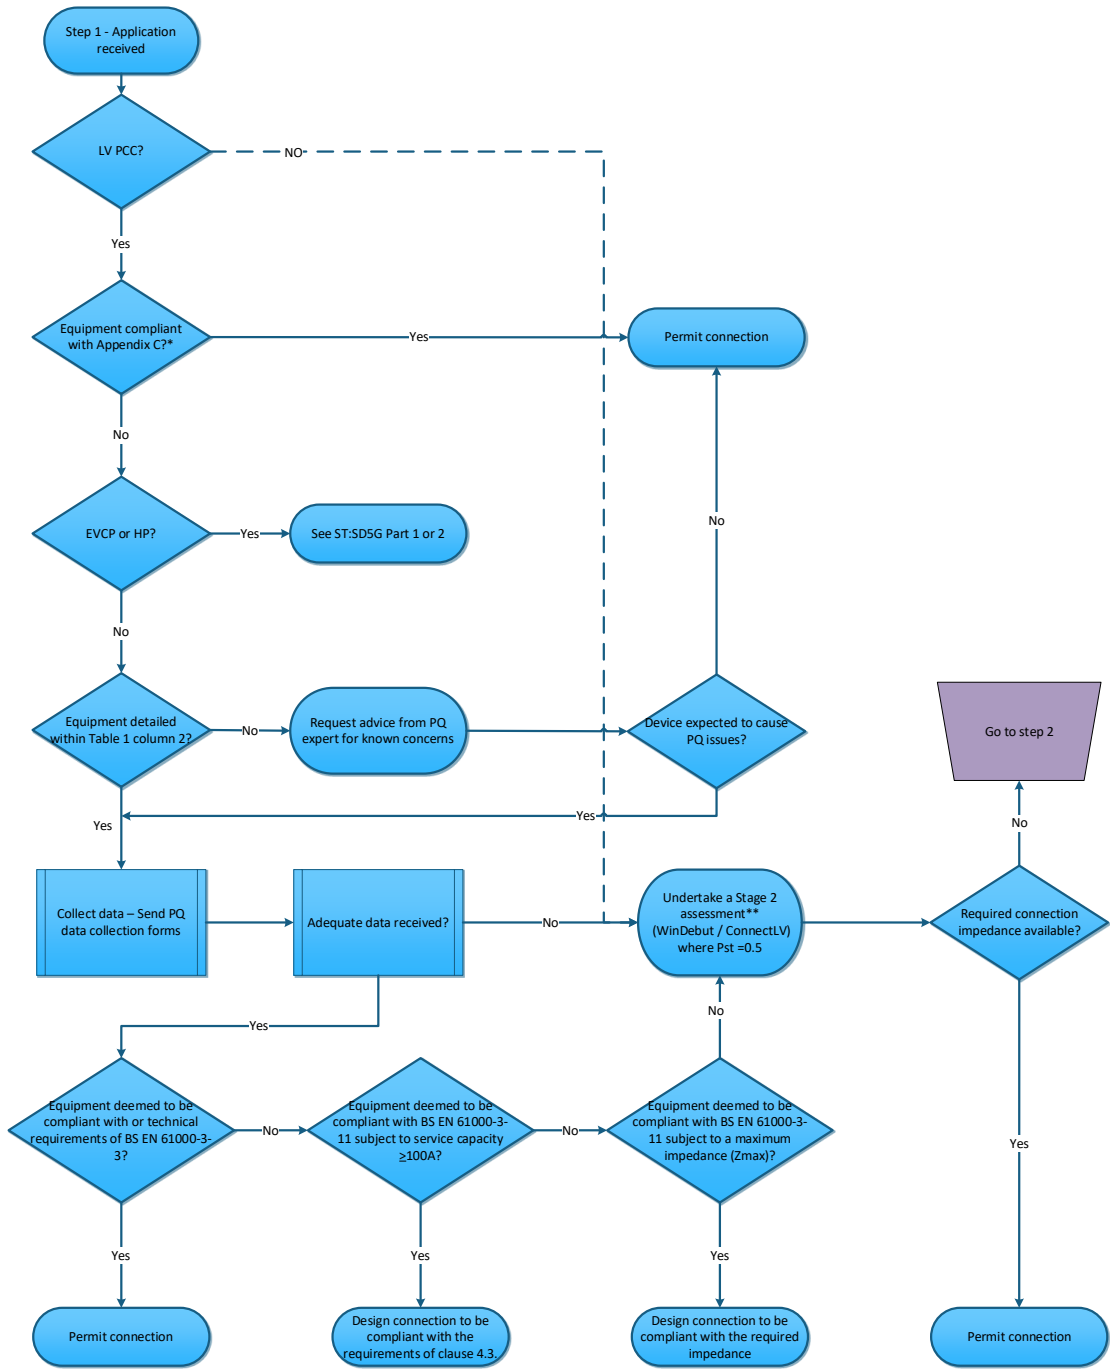 Step 1 - Application
received
LV PCC?
NO
Yes
Equipment compliant
with Appendix C?*
Yes
Permit connection
No
EVCP or HP?
Yes
See ST:SD5G Part 1 or 2
No
No
Equipment detailed
within Table 1 column 2?
No
Request advice from PQ
expert for known concerns
Device expected to cause
PQ issues?
Go to step 2
Yes
Yes
No
Collect data – Send PQ
data collection forms
Adequate data received?
No
Undertake a Stage 2
assessment**
(WinDebut / ConnectLV)
where Pst =0.5
Required connection
impedance available?
Yes
No
Equipment deemed to be
compliant with or technical
requirements of BS EN 61000-3-
3?
No
Equipment deemed to be
compliant with BS EN 61000-3-
11 subject to service capacity
≥100A?
No
Equipment deemed to be
compliant with BS EN 61000-3-
11 subject to a maximum
impedance (Zmax)?
Yes
Yes
Yes
Yes
Permit connection
Design connection to be
compliant with the
requirements of clause 4.3.
Design connection to be
compliant with the required
impedance
Permit connection